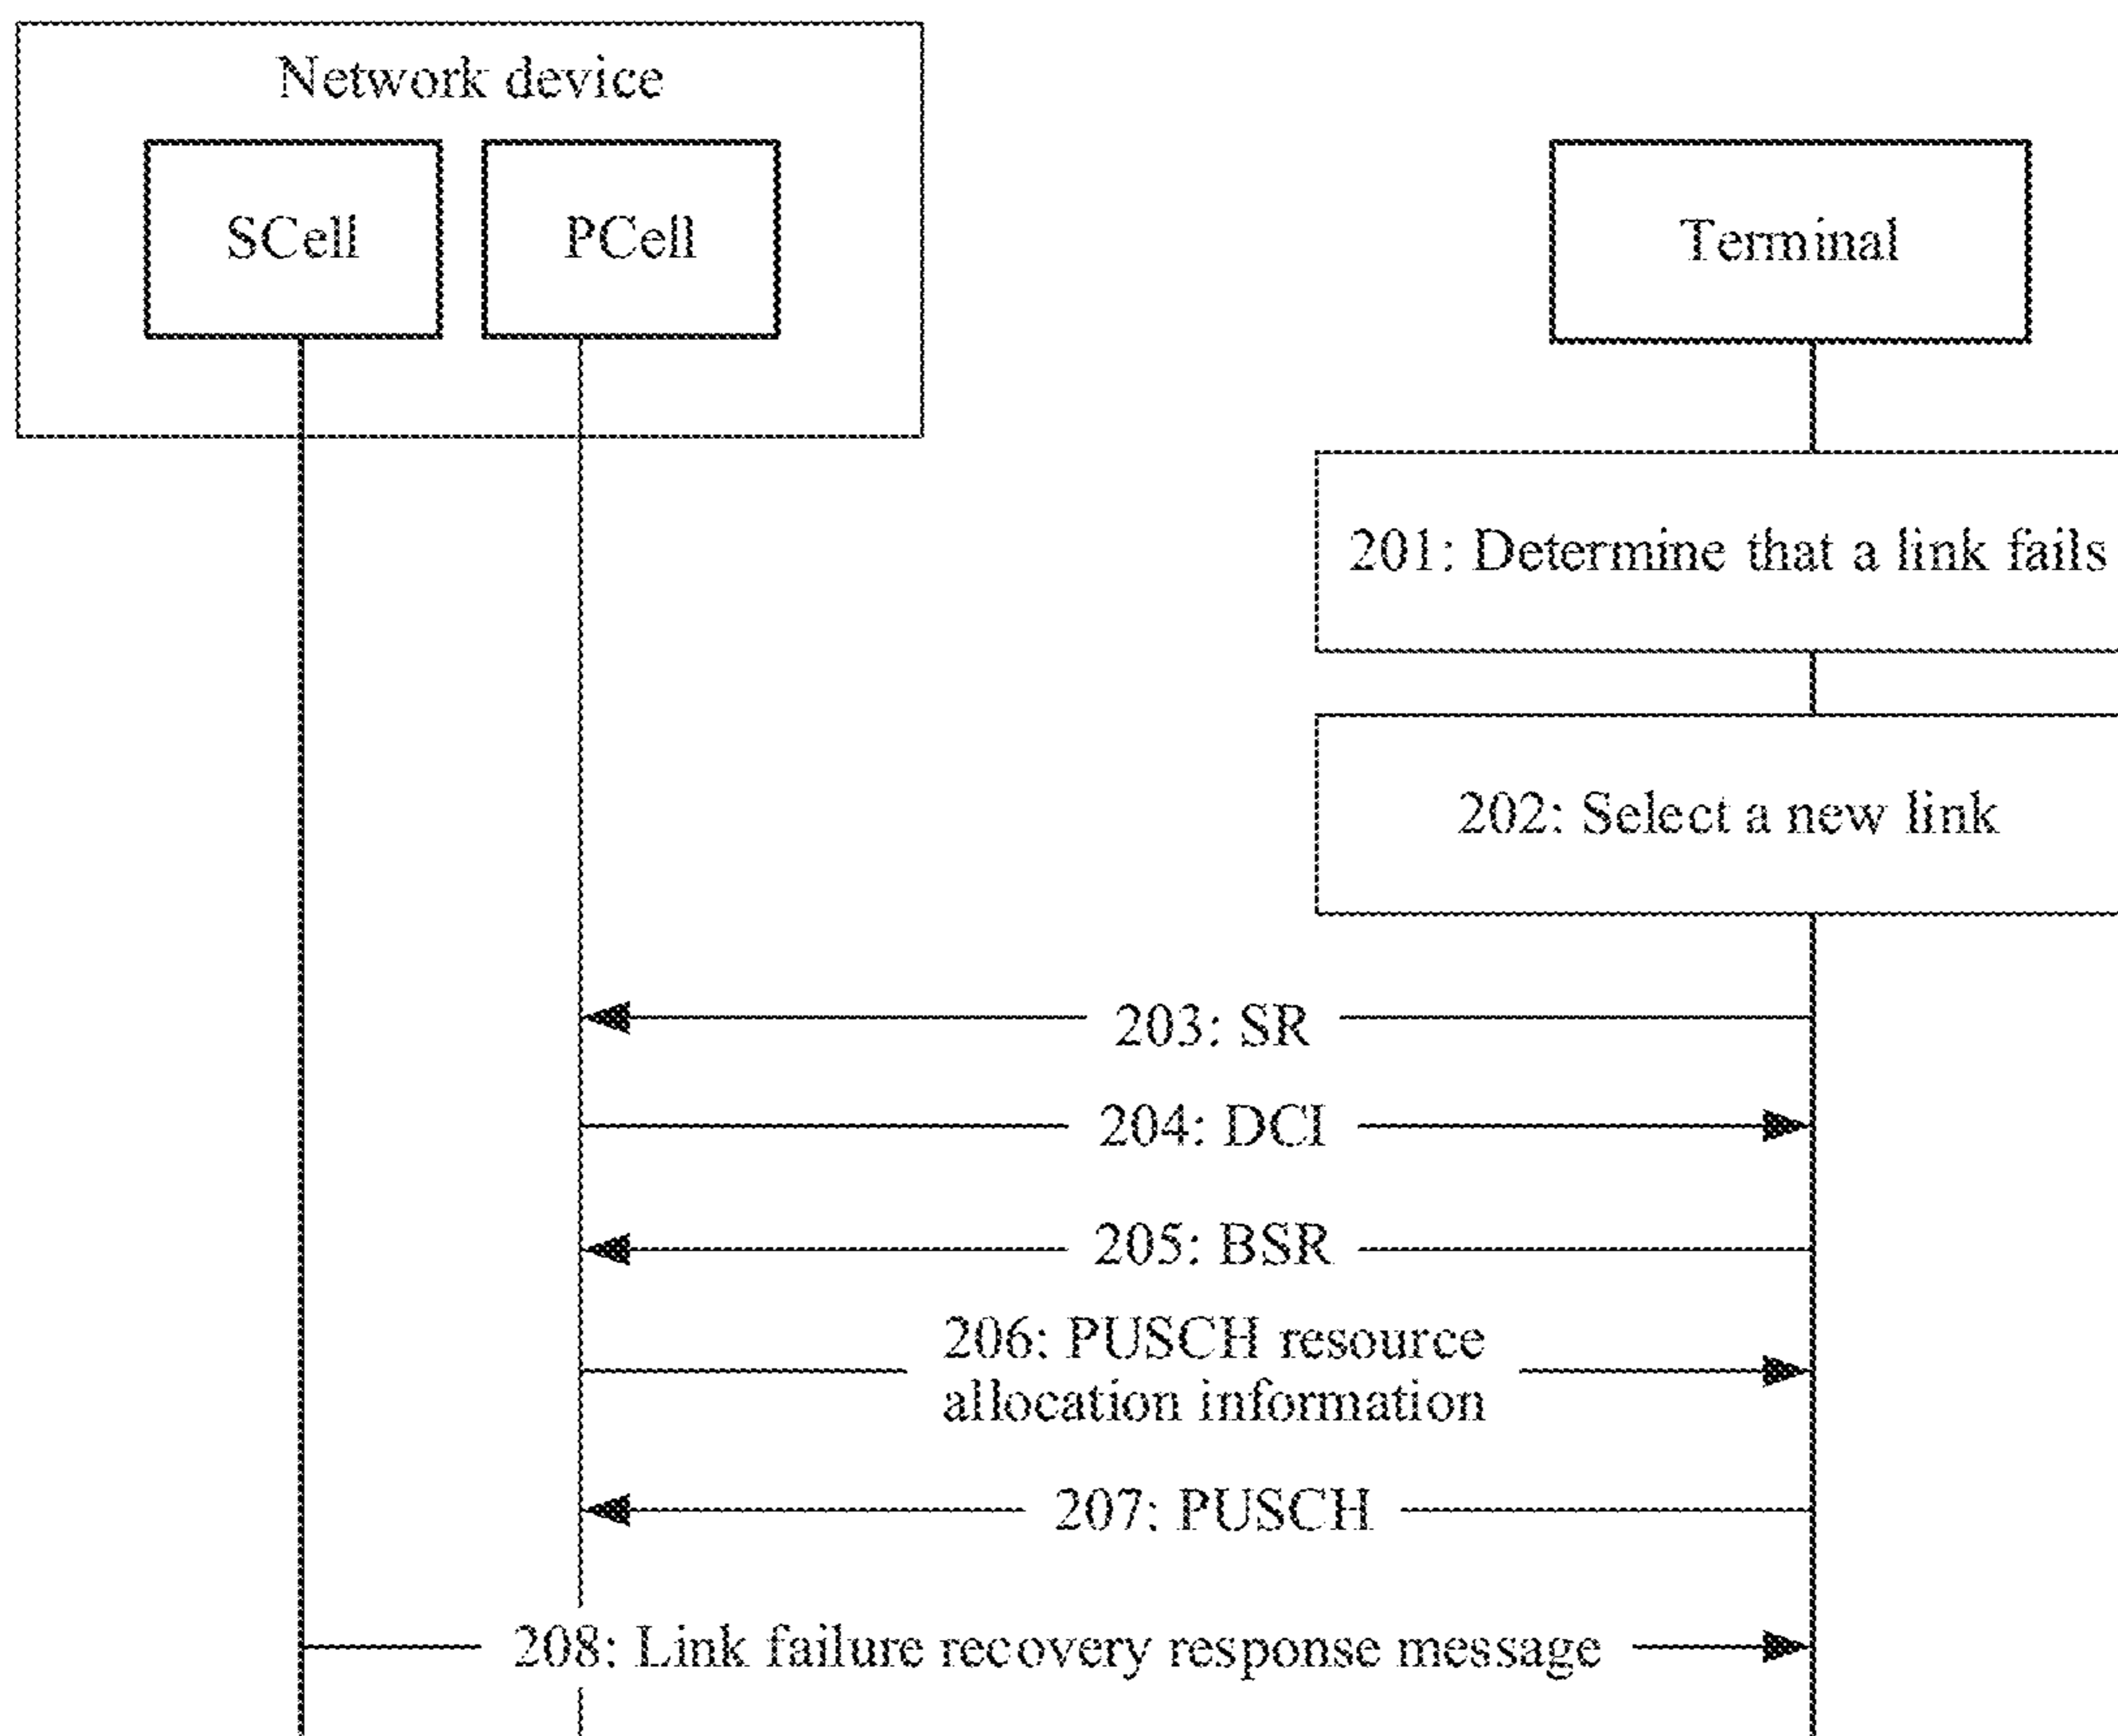 Network device
SCell
PCell
Terminal
201: Determine that a link fails
202: Select a new link
203: SR
204: DCI
205: BSR
206: PUSCH resource
allocation information
207: PUSCH
208: Link failure recovery response message